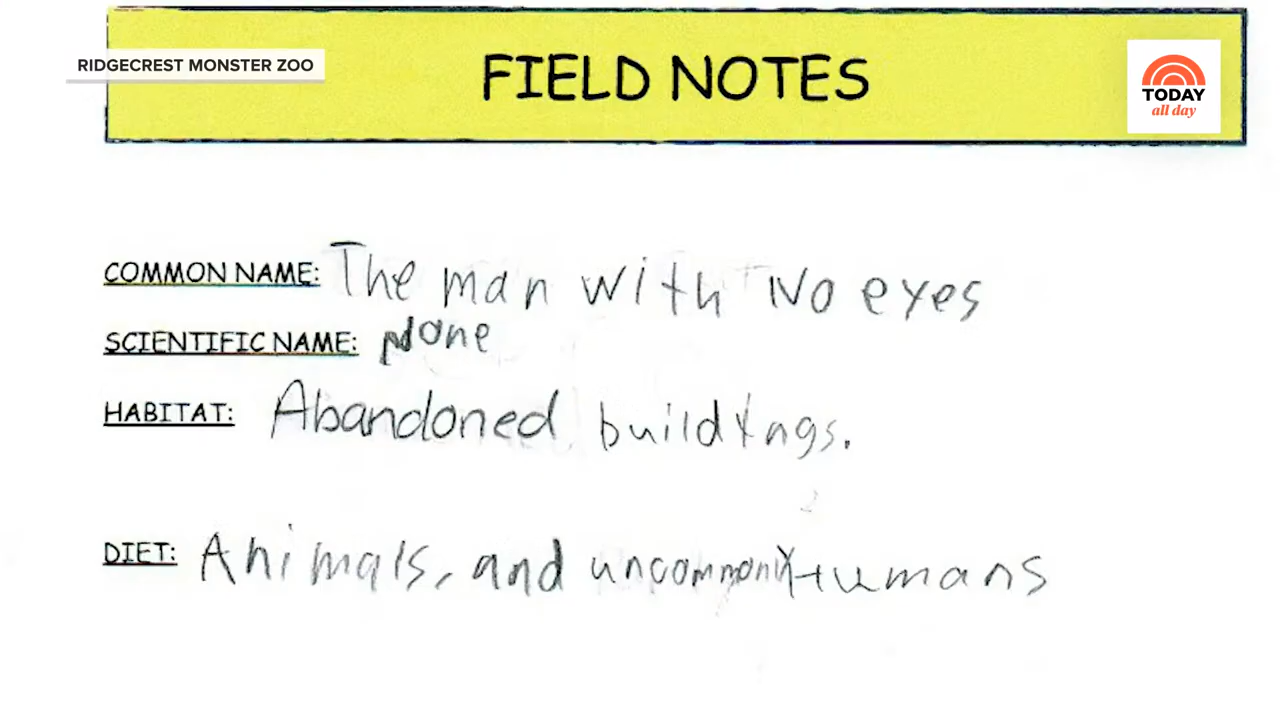 RIDGECREST MONSTER ZOO
FIELD NOTES
TODAY
all day
COMMON NAME: The man with No eyes
SCIENTIFIC NAME: None
HABITAT: Abandoned buildings.
DIET: Animals, and uncommonly Humans